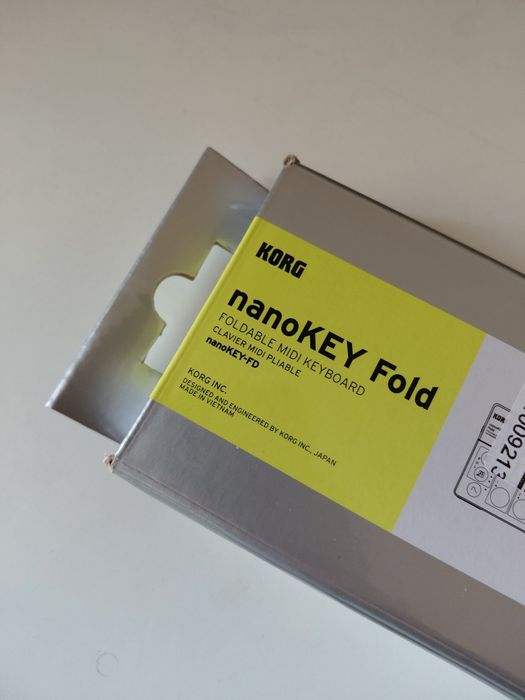 KORG
nanoKEY Fold
FOLDABLE MIDI KEYBOARD
CLAVIER MIDI PLIABLE
nanoKEY-FD
KORG INC.
DESIGNED AND ENGINEERED BY KORG INC., JAPAN
MADE IN VIETNAM
KORG